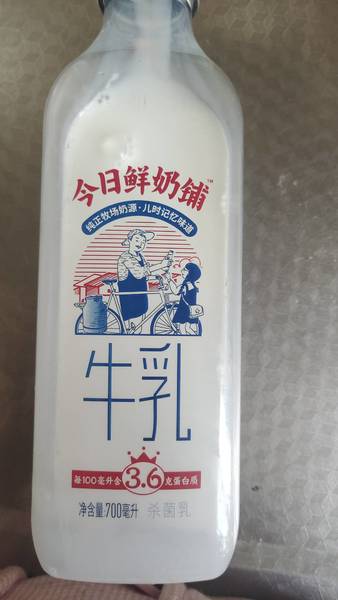 今日鲜奶铺™
纯正牧场奶源·儿时记忆味道
牛乳
每100毫升含3.6克蛋白质
净含量:700毫升 杀菌乳